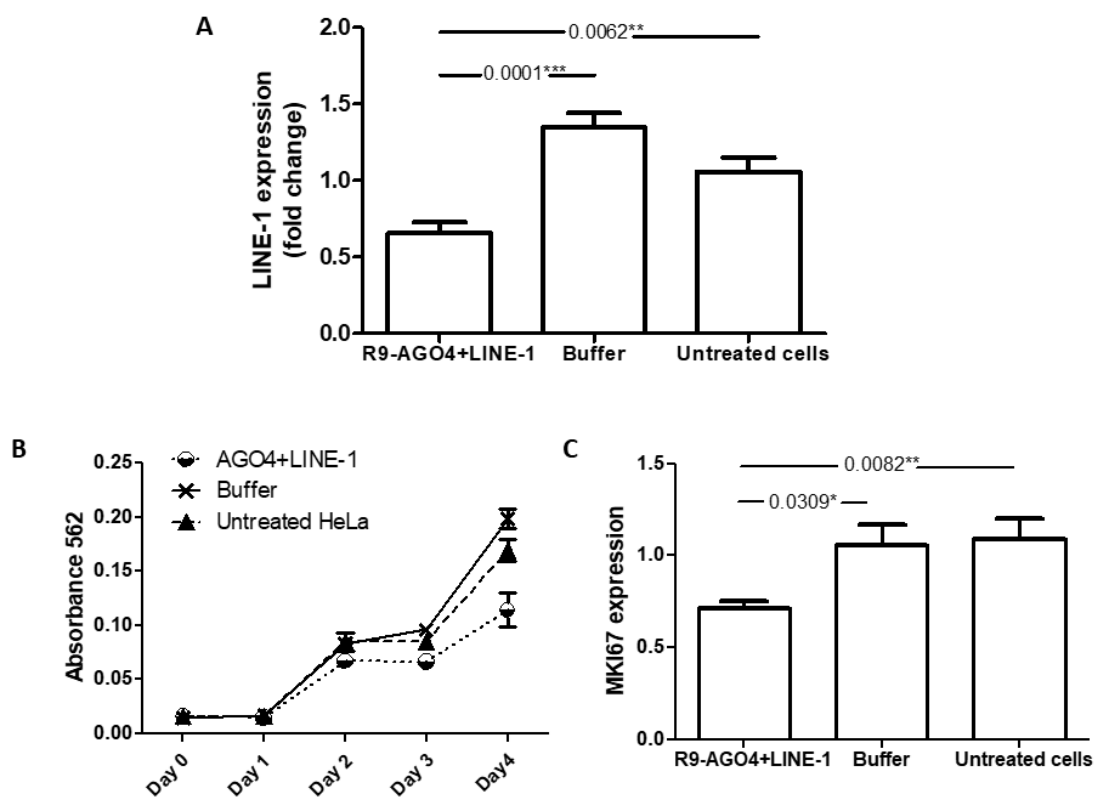 A
LINE-1 expression
(fold change)
2.0
1.5
1.0
0.5
0.0
0.0062**
0.0001***
R9-AGO4+LINE-1 Buffer Untreated cells
B
Absorbance 562
AGO4+LINE-1
Buffer
Untreated HeLa
0.25
0.20
0.15
0.10
0.05
0.00
Day 0 Day 1 Day 2 Day 3 Day4
C
MKI67 expression
1.5
1.0
0.5
0.0
0.0082**
0.0309*
R9-AGO4+LINE-1 Buffer Untreated cells